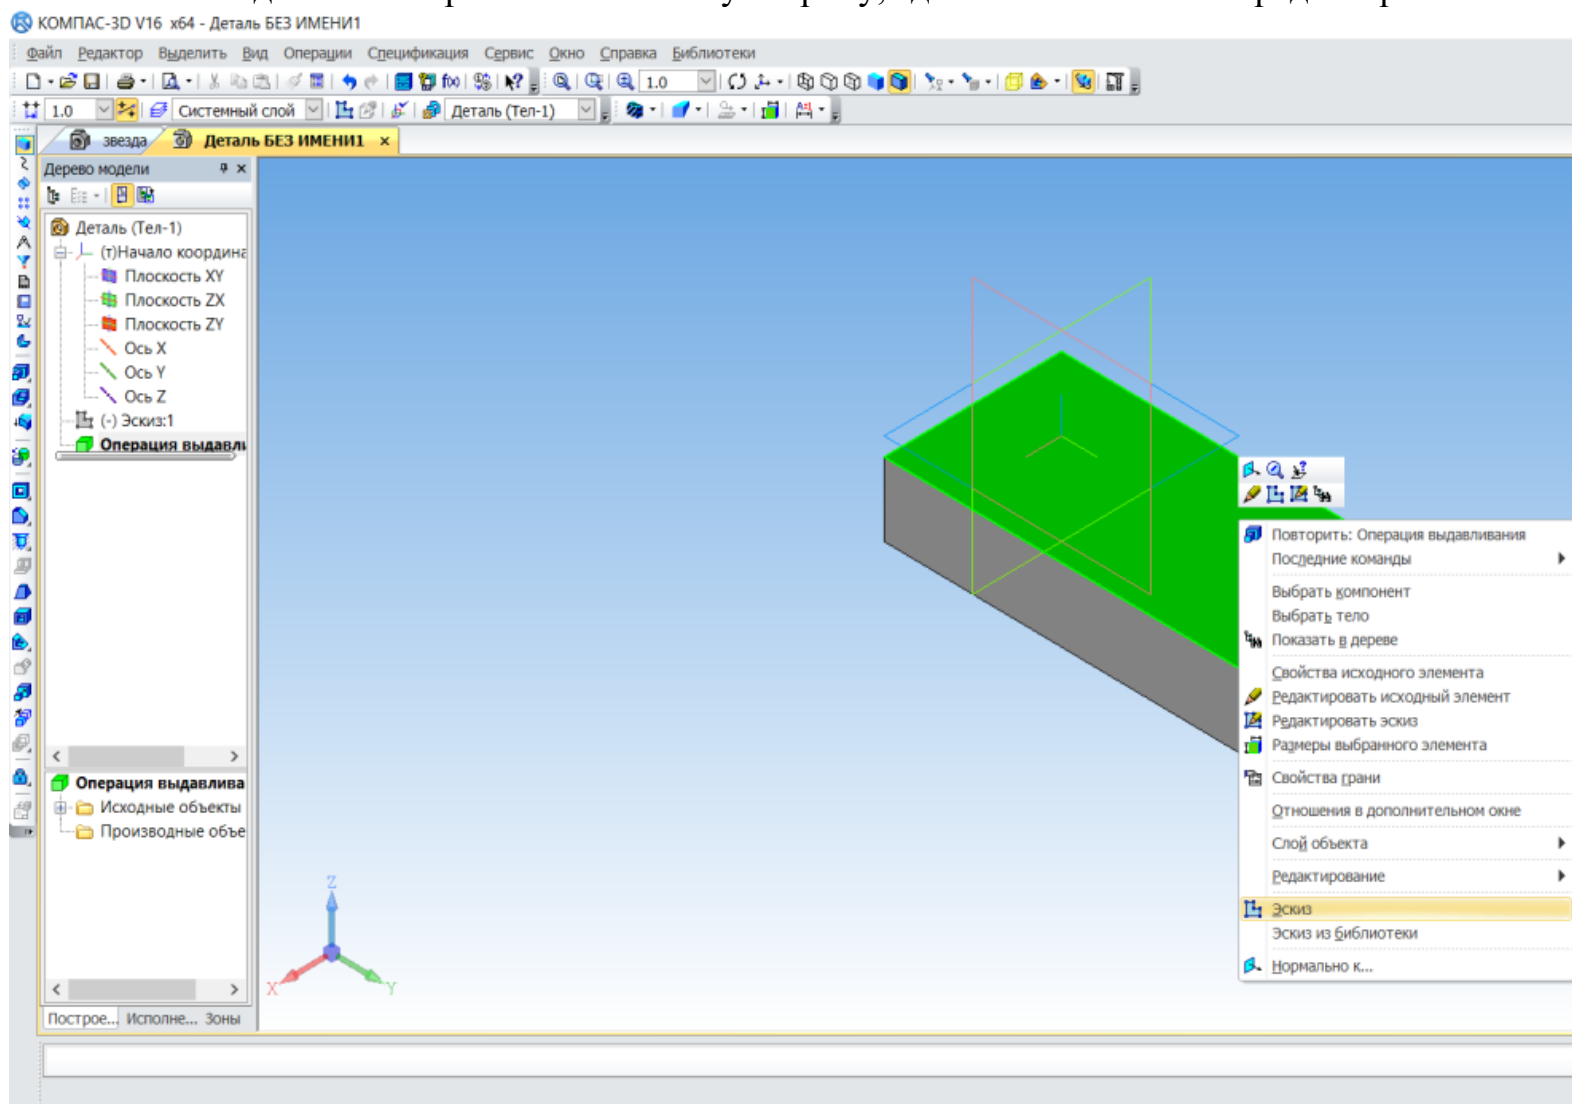 КОМПАС-3D V16 x64 - Деталь БЕЗ ИМЕНИ1
Файл Редактор Выделить Вид Операции Спецификация Сервис Окно Справка Библиотеки
1.0
1.0 Системный слой Деталь (Тел-1)
звезда Деталь БЕЗ ИМЕНИ1
Дерево модели
Деталь (Тел-1)
(т)Начало координа
Плоскость XY
Плоскость ZX
Плоскость ZY
Ось X
Ось Y
Ось Z
(-) Эскиз:1
Операция выдавли
Операция выдавлива
Исходные объекты
Производные объе
Построе... Исполне... Зоны
Z
X
Y
Повторить: Операция выдавливания
Последние команды
Выбрать компонент
Выбрать тело
Показать в дереве
Свойства исходного элемента
Редактировать исходный элемент
Редактировать эскиз
Размеры выбранного элемента
Свойства грани
Отношения в дополнительном окне
Слой объекта
Редактирование
Эскиз
Эскиз из библиотеки
Нормально к...